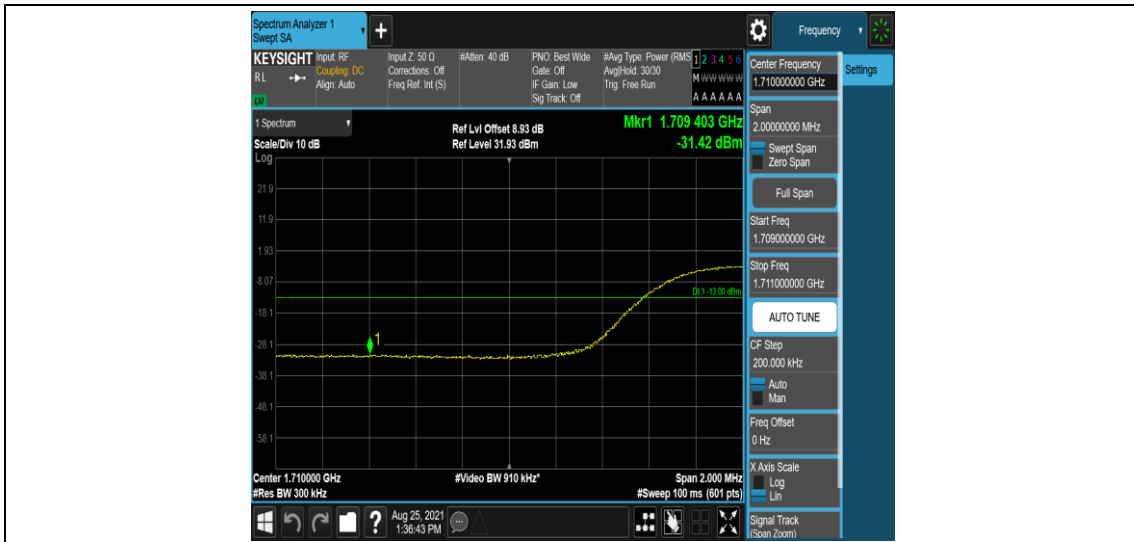 Spectrum Analyzer 1
Swept SA
+
Frequency
KEYSIGHT
RL
Input: RF
Coupling: DC
Align: Auto
Input Z: 50 Ω
Corrections: Off
Freq Ref: Int (S)
#Atten: 40 dB
PNO: Best Wide
Gate: Off
IF Gain: Low
Sig Track: Off
#Avg Type: Power (RMS
Avg|Hold: 30/30
Trig: Free Run
1 2 3 4 5 6
M W W W W W
A A A A A A
1 Spectrum
Scale/Div 10 dB
Log
Ref Lvl Offset 8.93 dB
Ref Level 31.93 dBm
Mkr1 1.709 403 GHz
-31.42 dBm
21.9
11.9
1.93
-8.07
-18.1
-28.1
-38.1
-48.1
-58.1
DL1 -13.00 dBm
1
Center 1.710000 GHz
#Res BW 300 kHz
#Video BW 910 kHz*
Span 2.000 MHz
#Sweep 100 ms (601 pts)
Aug 25, 2021
1:36:43 PM
?
Center Frequency
1.710000000 GHz
Settings
Span
2.00000000 MHz
Swept Span
Zero Span
Full Span
Start Freq
1.709000000 GHz
Stop Freq
1.711000000 GHz
AUTO TUNE
CF Step
200.000 kHz
Auto
Man
Freq Offset
0 Hz
X Axis Scale
Log
Lin
Signal Track
(Span Zoom)